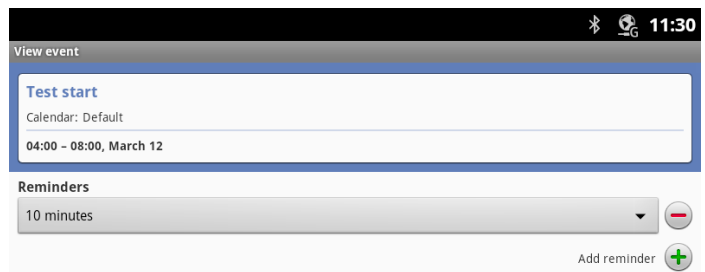 11:30
View event
Test start
Calendar: Default
04:00 – 08:00, March 12
Reminders
10 minutes
Add reminder